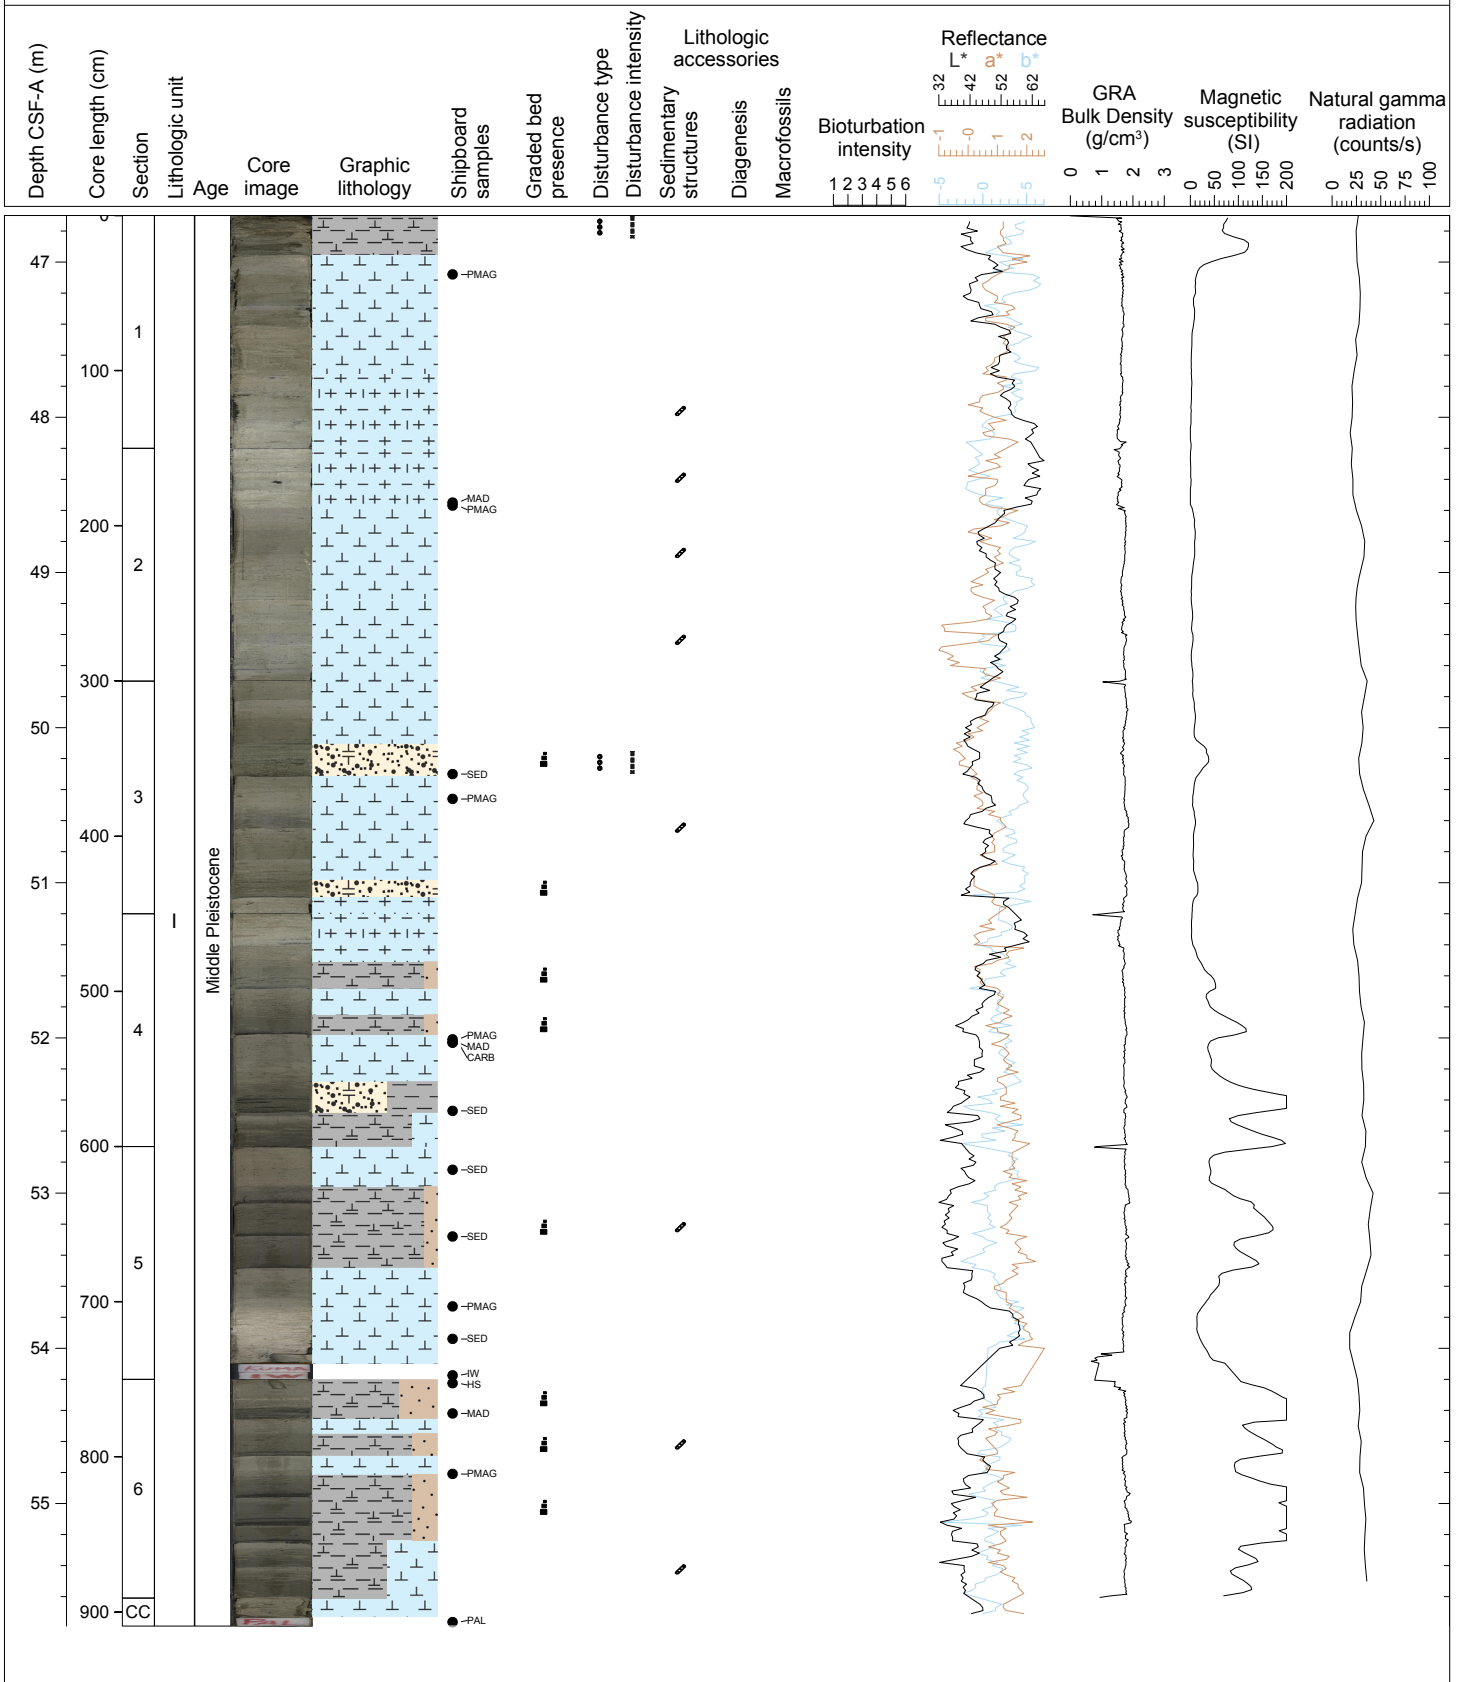 Depth CSF-A (m)
Core length (cm)
Section
Lithologic unit
Age
Core
image
Graphic
lithology
Shipboard
samples
Graded bed
presence
Disturbance type
Disturbance intensity
Lithologic
accessories
Sedimentary
structures
Diagenesis
Macrofossils
Bioturbation
intensity
1 2 3 4 5 6
Reflectance
L* a* b*
32 42 52 62
-1 -0 1 2
-5 0 5
GRA
Bulk Density
(g/cm³)
0 1 2 3
Magnetic
susceptibility
(SI)
0 50 100 150 200
Natural gamma
radiation
(counts/s)
0 25 50 75 100
0
47
PMAG
1
100
48
MAD
PMAG
200
2
49
300
50
SED
3
PMAG
400
51
I
Middle Pleistocene
500
4
52
PMAG
MAD
CARB
SED
600
SED
53
SED
5
700
PMAG
SED
54
IW
IW
HS
MAD
800
PMAG
6
55
900
CC
PAL
PAL